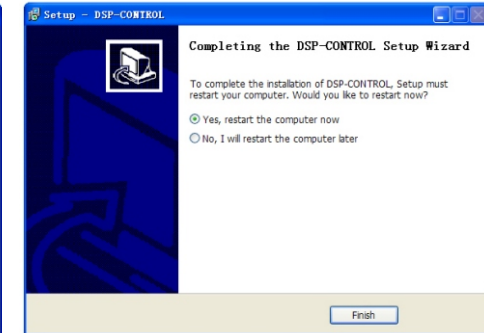 Setup - DSP-CONTROL
Completing the DSP-CONTROL Setup Wizard
To complete the installation of DSP-CONTROL, Setup must
restart your computer. Would you like to restart now?
Yes, restart the computer now
No, I will restart the computer later
Finish